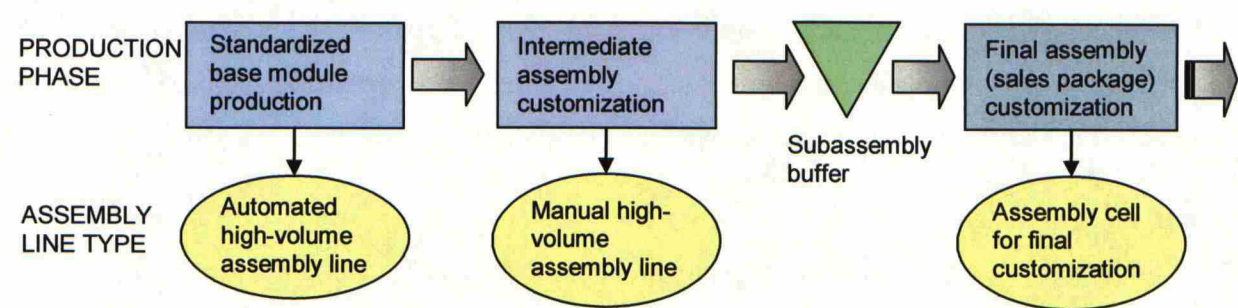 PRODUCTION
PHASE
Standardized
base module
production
Intermediate
assembly
customization
Subassembly
buffer
Final assembly
(sales package)
customization
ASSEMBLY
LINE TYPE
Automated
high-volume
assembly line
Manual high-
volume
assembly line
Assembly cell
for final
customization